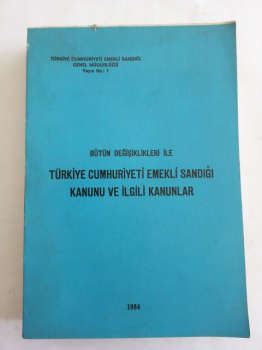 TÜRKİYE CUMHURİYETİ EMEKLİ SANDIĞI
GENEL MÜDÜRLÜĞÜ
Yayın No: 1
BÜTÜN DEĞİŞİKLİKLERİ İLE
TÜRKİYE CUMHURİYETİ EMEKLİ SANDIĞI
KANUNU VE İLGİLİ KANUNLAR
1984